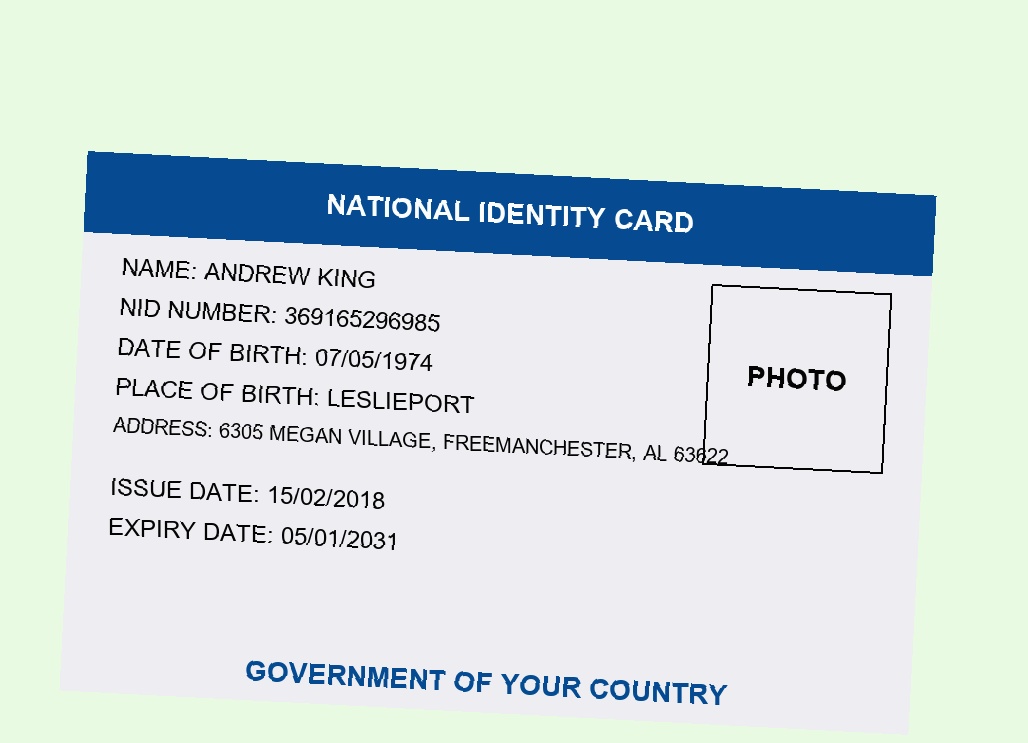 NATIONAL IDENTITY CARD
NAME: ANDREW KING
NID NUMBER: 369165296985
DATE OF BIRTH: 07/05/1974
PLACE OF BIRTH: LESLIEPORT
ADDRESS: 6305 MEGAN VILLAGE, FREEMANCHESTER, AL 63622
PHOTO
ISSUE DATE: 15/02/2018
EXPIRY DATE: 05/01/2031
GOVERNMENT OF YOUR COUNTRY